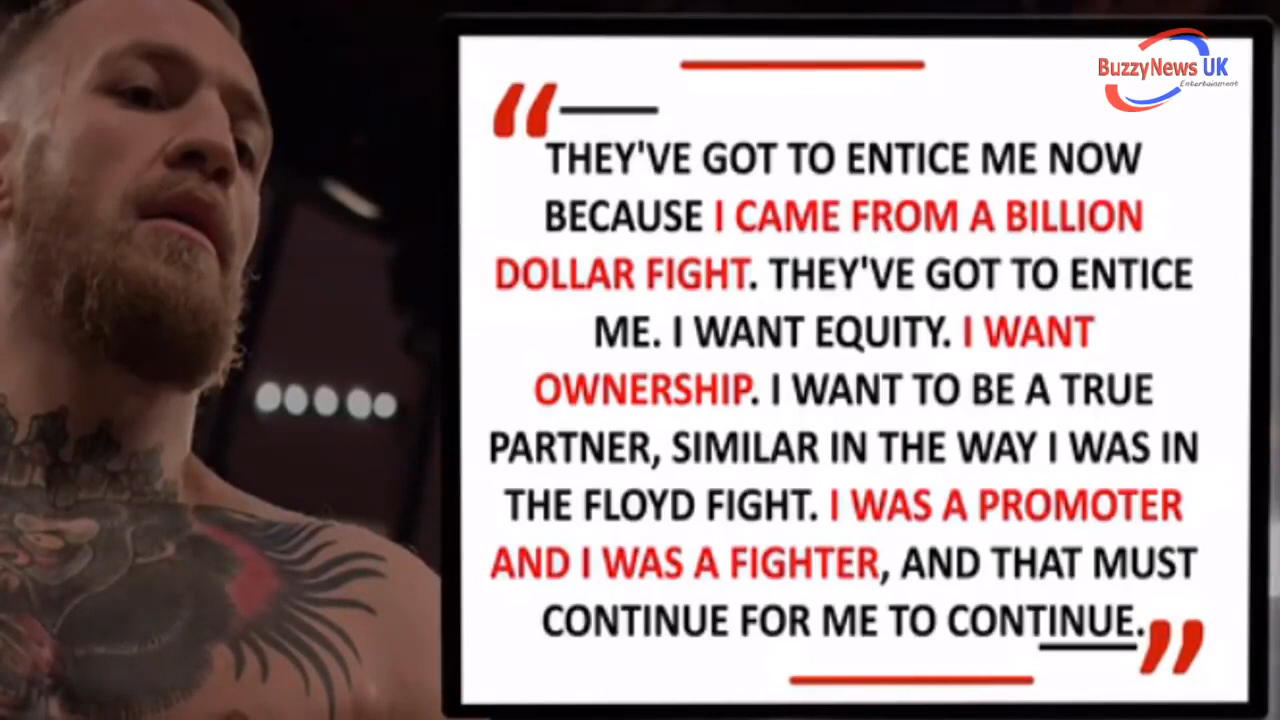 BuzzyNews UK
Entertainment
“
THEY'VE GOT TO ENTICE ME NOW
BECAUSE I CAME FROM A BILLION
DOLLAR FIGHT. THEY'VE GOT TO ENTICE
ME. I WANT EQUITY. I WANT
OWNERSHIP. I WANT TO BE A TRUE
PARTNER, SIMILAR IN THE WAY I WAS IN
THE FLOYD FIGHT. I WAS A PROMOTER
AND I WAS A FIGHTER, AND THAT MUST
CONTINUE FOR ME TO CONTINUE.
”